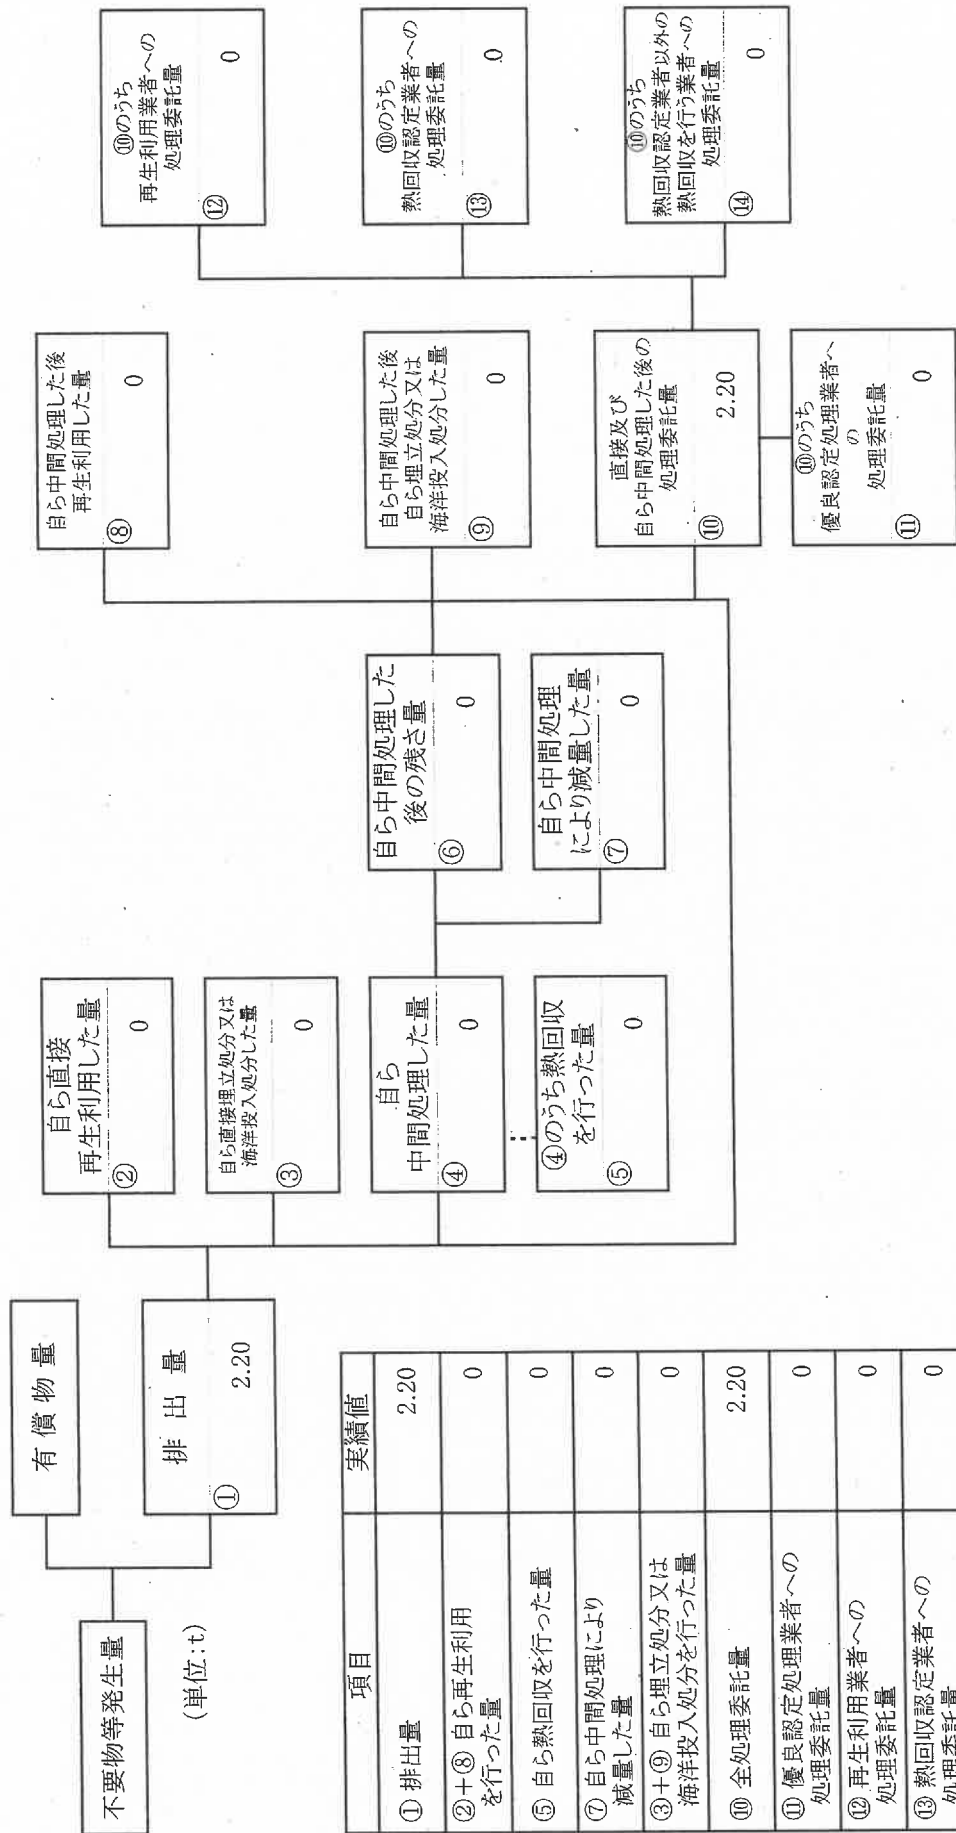 不要物等発生量
(単位:t)
有償物量
排出量
① 2.20
自ら直接
再生利用した量
② 0
自ら直接埋立処分又は
海洋投入処分した量
③ 0
自ら
中間処理した量
④ 0
④のうち熱回収
を行った量
⑤ 0
自ら中間処理した
後の残さ量
⑥ 0
自ら中間処理
により減量した量
⑦ 0
自ら中間処理した後
再生利用した量
⑧ 0
自ら中間処理した後
自ら埋立処分又は
海洋投入処分した量
⑨ 0
直接及び
自ら中間処理した後の
処理委託量
⑩ 2.20
⑩のうち
優良認定処理業者へ
の
処理委託量
⑪ 0
⑩のうち
再生利用業者への
処理委託量
⑫ 0
⑩のうち
熱回収認定業者への
処理委託量
⑬ 0
⑩のうち
熱回収認定業者以外の
熱回収を行う業者への
処理委託量
⑭ 0
項目 実績値
① 排出量 2.20
②+⑧ 自ら再生利用
を行った量 0
⑤ 自ら熱回収を行った量 0
⑦ 自ら中間処理により
減量した量 0
③+⑨ 自ら埋立処分又は
海洋投入処分を行った量 0
⑩ 全処理委託量 2.20
⑪ 優良認定処理業者への
処理委託量 0
⑫ 再生利用業者への
処理委託量 0
⑬ 熱回収認定業者への
処理委託量 0